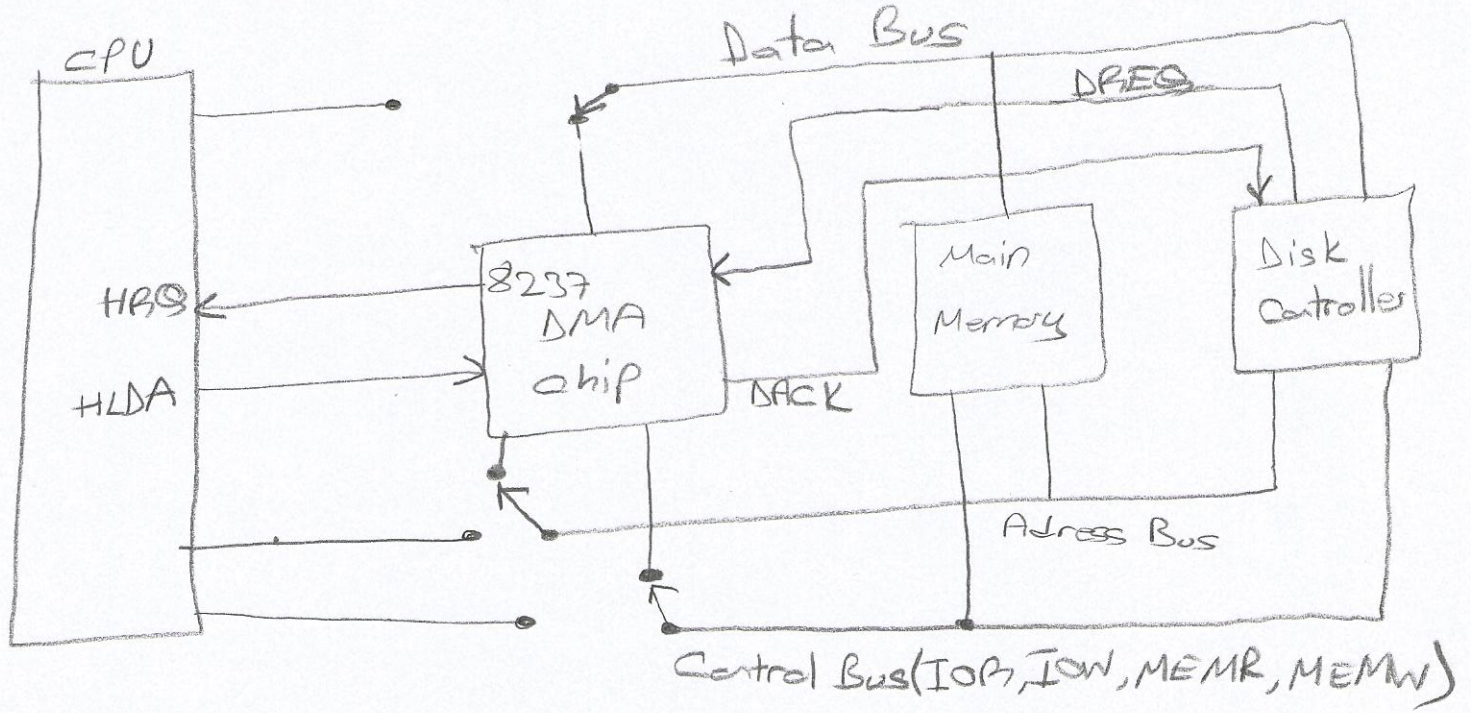 CPU
Data Bus
DREQ
HRQ
HLDA
8237
DMA
chip
DACK
Main
Memory
Disk
Controller
Adress Bus
Control Bus(IOR, IOW, MEMR, MEMW)